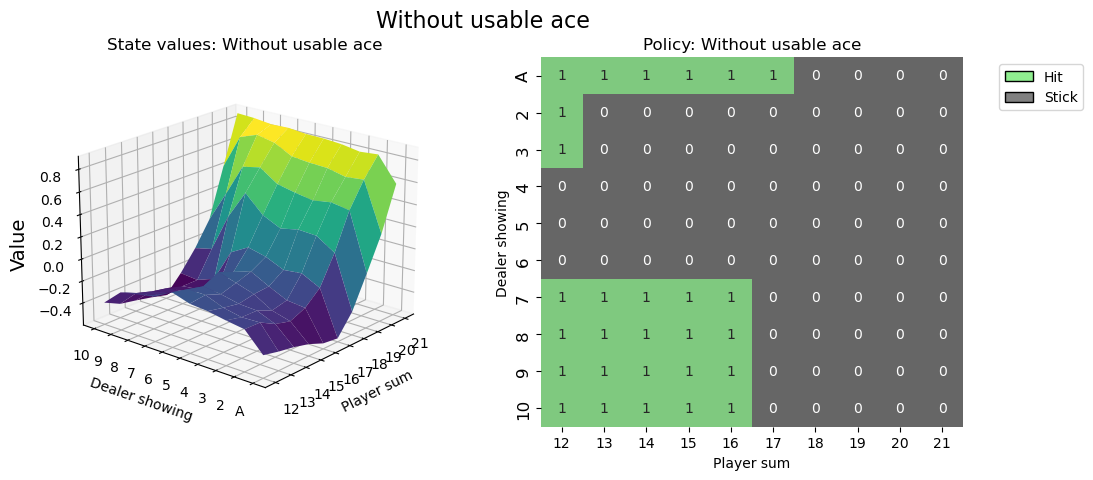 Without usable ace
State values: Without usable ace
0.8
0.6
0.4
0.2
0.0
−0.2
−0.4
Value
10 9 8 7 6 5 4 3 2 A
Dealer showing
12 13 14 15 16 17 18 19 20 21
Player sum
Policy: Without usable ace
A 1 1 1 1 1 1 0 0 0 0
2 1 0 0 0 0 0 0 0 0 0
3 1 0 0 0 0 0 0 0 0 0
4 0 0 0 0 0 0 0 0 0 0
5 0 0 0 0 0 0 0 0 0 0
6 0 0 0 0 0 0 0 0 0 0
7 1 1 1 1 1 0 0 0 0 0
8 1 1 1 1 1 0 0 0 0 0
9 1 1 1 1 1 0 0 0 0 0
10 1 1 1 1 1 0 0 0 0 0
Dealer showing
12 13 14 15 16 17 18 19 20 21
Player sum
Hit
Stick